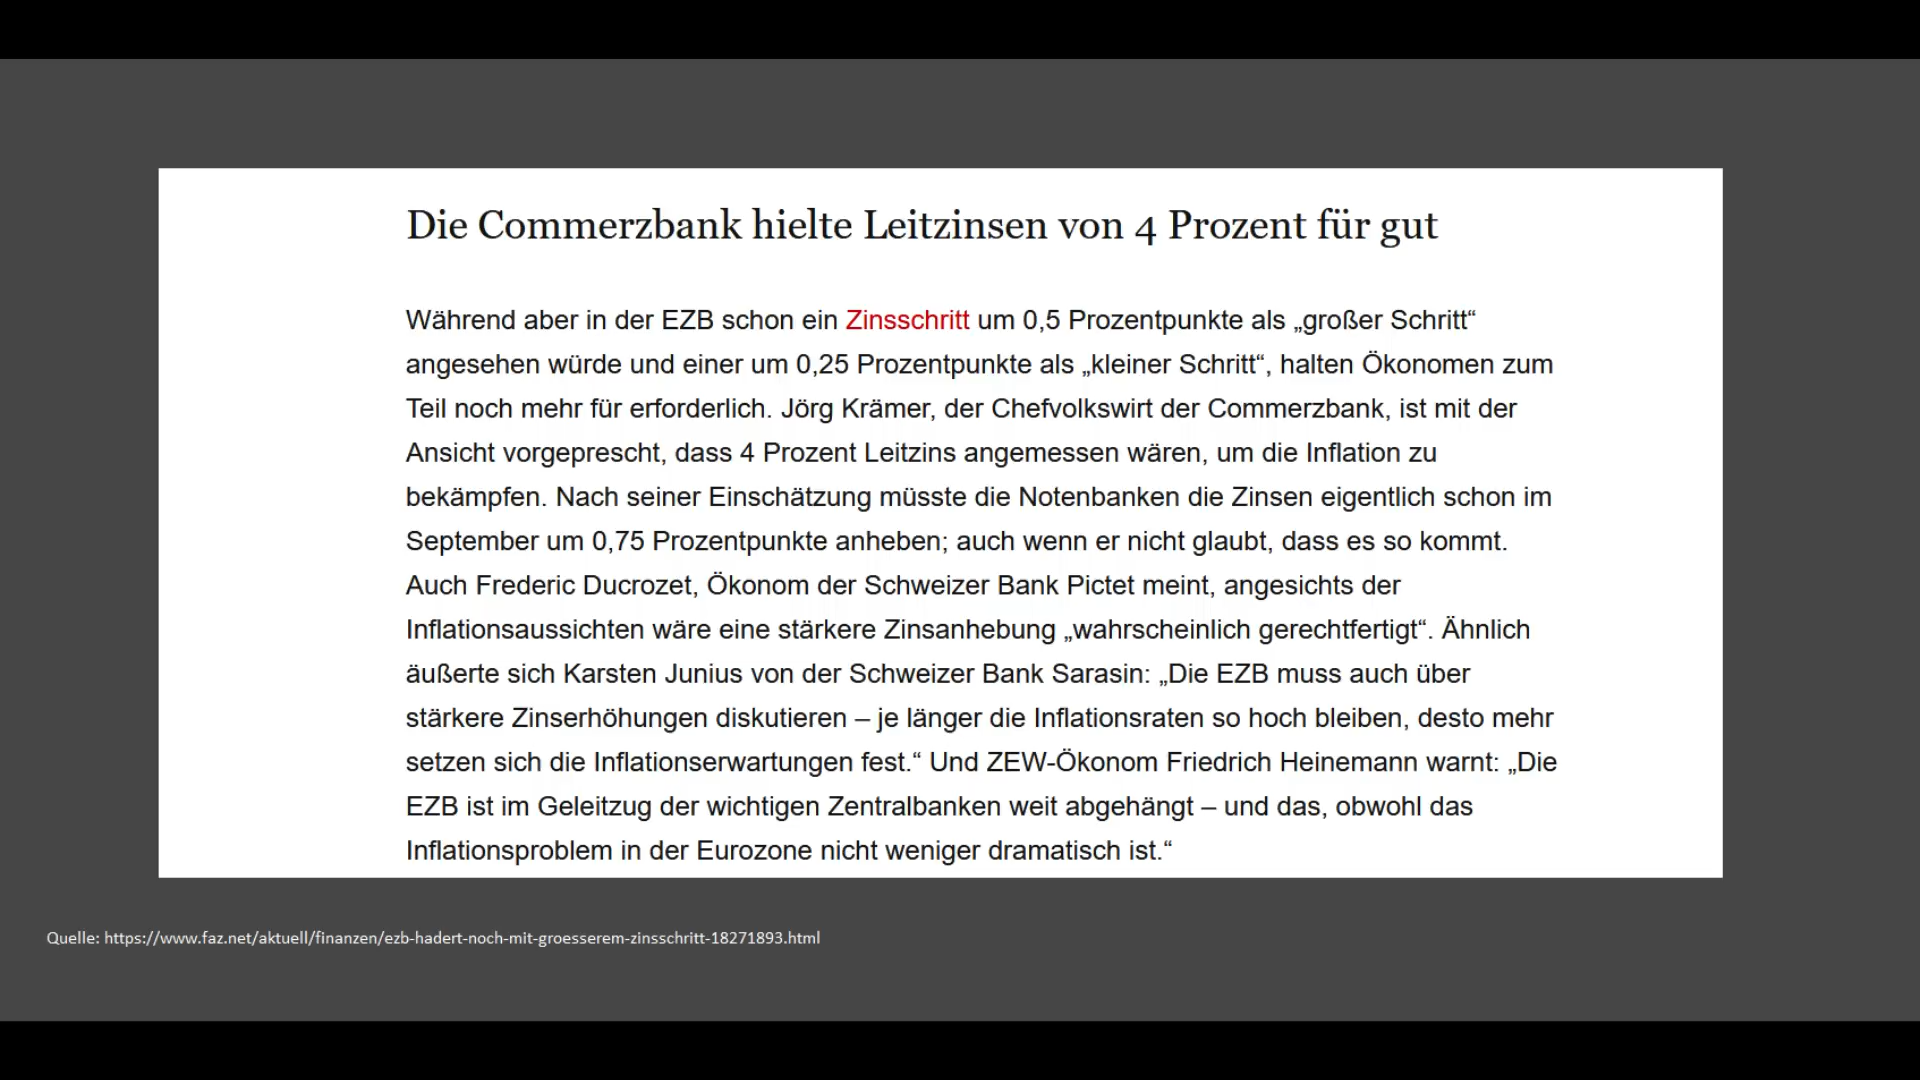 Die Commerzbank hielte Leitzinsen von 4 Prozent für gut
Während aber in der EZB schon ein Zinsschritt um 0,5 Prozentpunkte als „großer Schritt“
angesehen würde und einer um 0,25 Prozentpunkte als „kleiner Schritt“, halten Ökonomen zum
Teil noch mehr für erforderlich. Jörg Krämer, der Chefvolkswirt der Commerzbank, ist mit der
Ansicht vorgeprescht, dass 4 Prozent Leitzins angemessen wären, um die Inflation zu
bekämpfen. Nach seiner Einschätzung müsste die Notenbanken die Zinsen eigentlich schon im
September um 0,75 Prozentpunkte anheben; auch wenn er nicht glaubt, dass es so kommt.
Auch Frederic Ducrozet, Ökonom der Schweizer Bank Pictet meint, angesichts der
Inflationsaussichten wäre eine stärkere Zinsanhebung „wahrscheinlich gerechtfertigt“. Ähnlich
äußerte sich Karsten Junius von der Schweizer Bank Sarasin: „Die EZB muss auch über
stärkere Zinserhöhungen diskutieren – je länger die Inflationsraten so hoch bleiben, desto mehr
setzen sich die Inflationserwartungen fest.“ Und ZEW-Ökonom Friedrich Heinemann warnt: „Die
EZB ist im Geleitzug der wichtigen Zentralbanken weit abgehängt – und das, obwohl das
Inflationsproblem in der Eurozone nicht weniger dramatisch ist.“
Quelle: https://www.faz.net/aktuell/finanzen/ezb-hadert-noch-mit-groesserem-zinsschritt-18271893.html